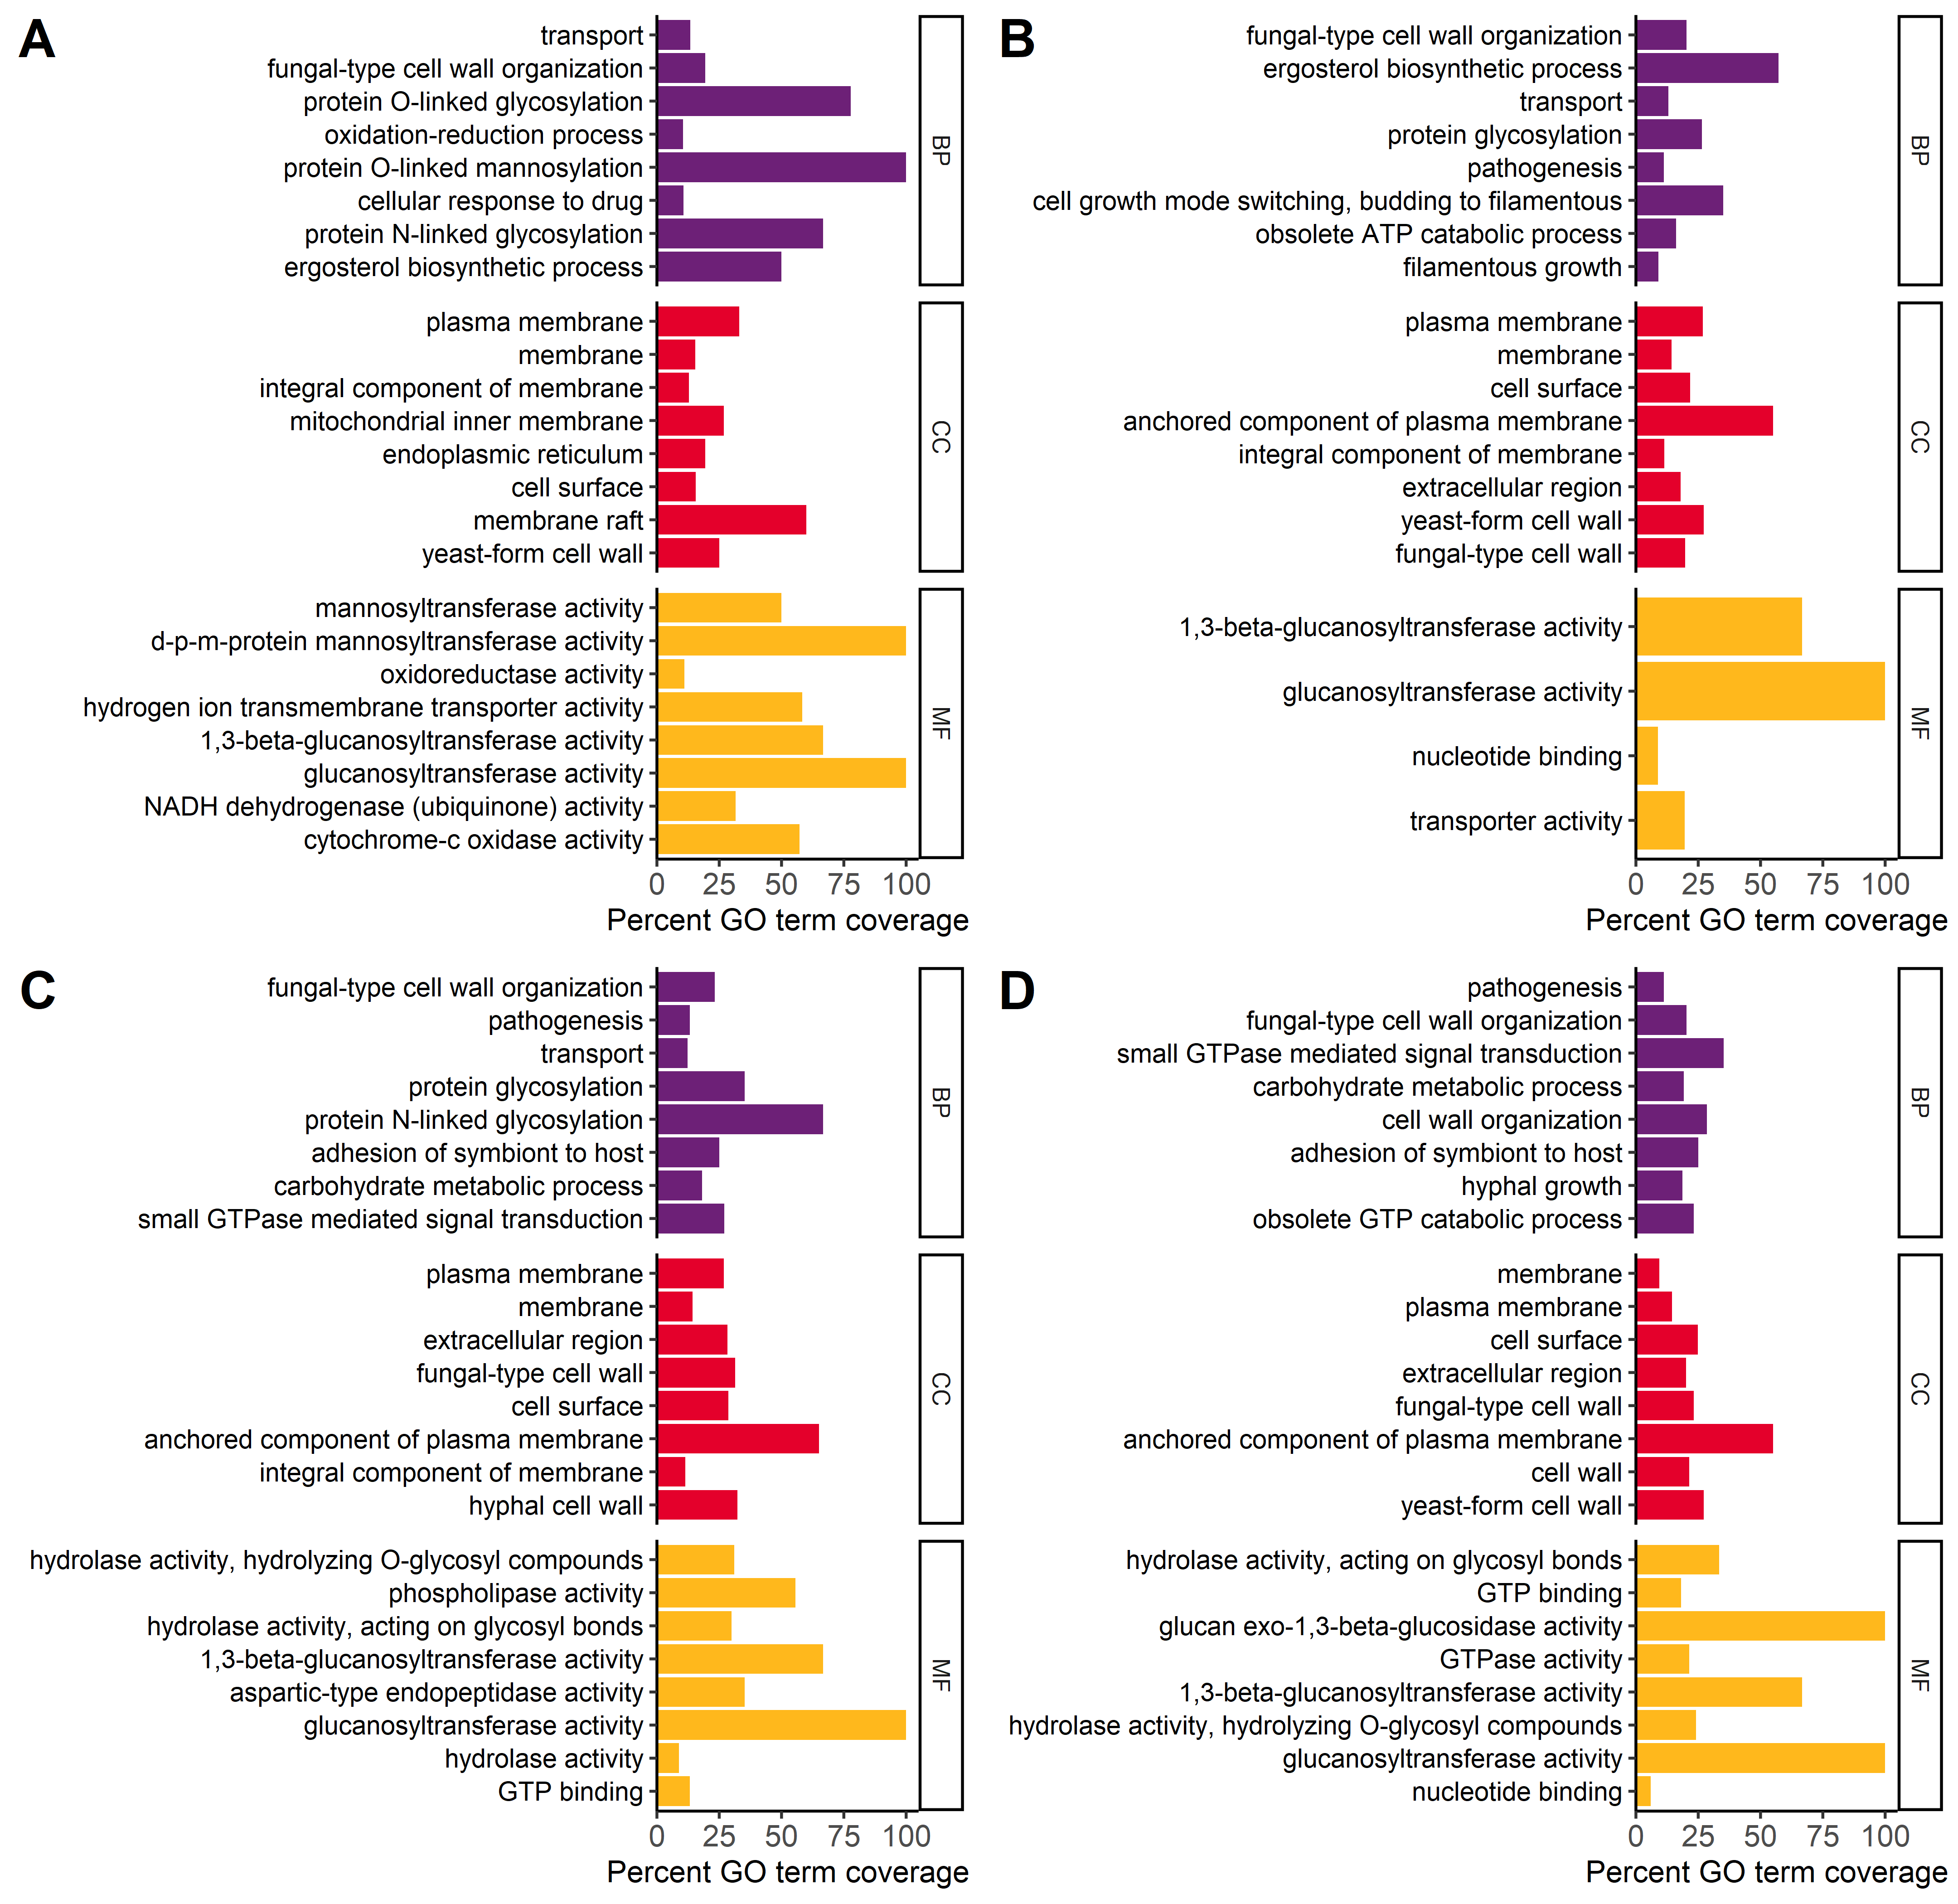 A
transport
fungal-type cell wall organization
protein O-linked glycosylation
oxidation-reduction process
protein O-linked mannosylation
cellular response to drug
protein N-linked glycosylation
ergosterol biosynthetic process
BP
plasma membrane
membrane
integral component of membrane
mitochondrial inner membrane
endoplasmic reticulum
cell surface
membrane raft
yeast-form cell wall
CC
mannosyltransferase activity
d-p-m-protein mannosyltransferase activity
oxidoreductase activity
hydrogen ion transmembrane transporter activity
1,3-beta-glucanosyltransferase activity
glucanosyltransferase activity
NADH dehydrogenase (ubiquinone) activity
cytochrome-c oxidase activity
MF
0 25 50 75 100
Percent GO term coverage
B
fungal-type cell wall organization
ergosterol biosynthetic process
transport
protein glycosylation
pathogenesis
cell growth mode switching, budding to filamentous
obsolete ATP catabolic process
filamentous growth
BP
plasma membrane
membrane
cell surface
anchored component of plasma membrane
integral component of membrane
extracellular region
yeast-form cell wall
fungal-type cell wall
CC
1,3-beta-glucanosyltransferase activity
glucanosyltransferase activity
nucleotide binding
transporter activity
MF
0 25 50 75 100
Percent GO term coverage
C
fungal-type cell wall organization
pathogenesis
transport
protein glycosylation
protein N-linked glycosylation
adhesion of symbiont to host
carbohydrate metabolic process
small GTPase mediated signal transduction
BP
plasma membrane
membrane
extracellular region
fungal-type cell wall
cell surface
anchored component of plasma membrane
integral component of membrane
hyphal cell wall
CC
hydrolase activity, hydrolyzing O-glycosyl compounds
phospholipase activity
hydrolase activity, acting on glycosyl bonds
1,3-beta-glucanosyltransferase activity
aspartic-type endopeptidase activity
glucanosyltransferase activity
hydrolase activity
GTP binding
MF
0 25 50 75 100
Percent GO term coverage
D
pathogenesis
fungal-type cell wall organization
small GTPase mediated signal transduction
carbohydrate metabolic process
cell wall organization
adhesion of symbiont to host
hyphal growth
obsolete GTP catabolic process
BP
membrane
plasma membrane
cell surface
extracellular region
fungal-type cell wall
anchored component of plasma membrane
cell wall
yeast-form cell wall
CC
hydrolase activity, acting on glycosyl bonds
GTP binding
glucan exo-1,3-beta-glucosidase activity
GTPase activity
1,3-beta-glucanosyltransferase activity
hydrolase activity, hydrolyzing O-glycosyl compounds
glucanosyltransferase activity
nucleotide binding
MF
0 25 50 75 100
Percent GO term coverage